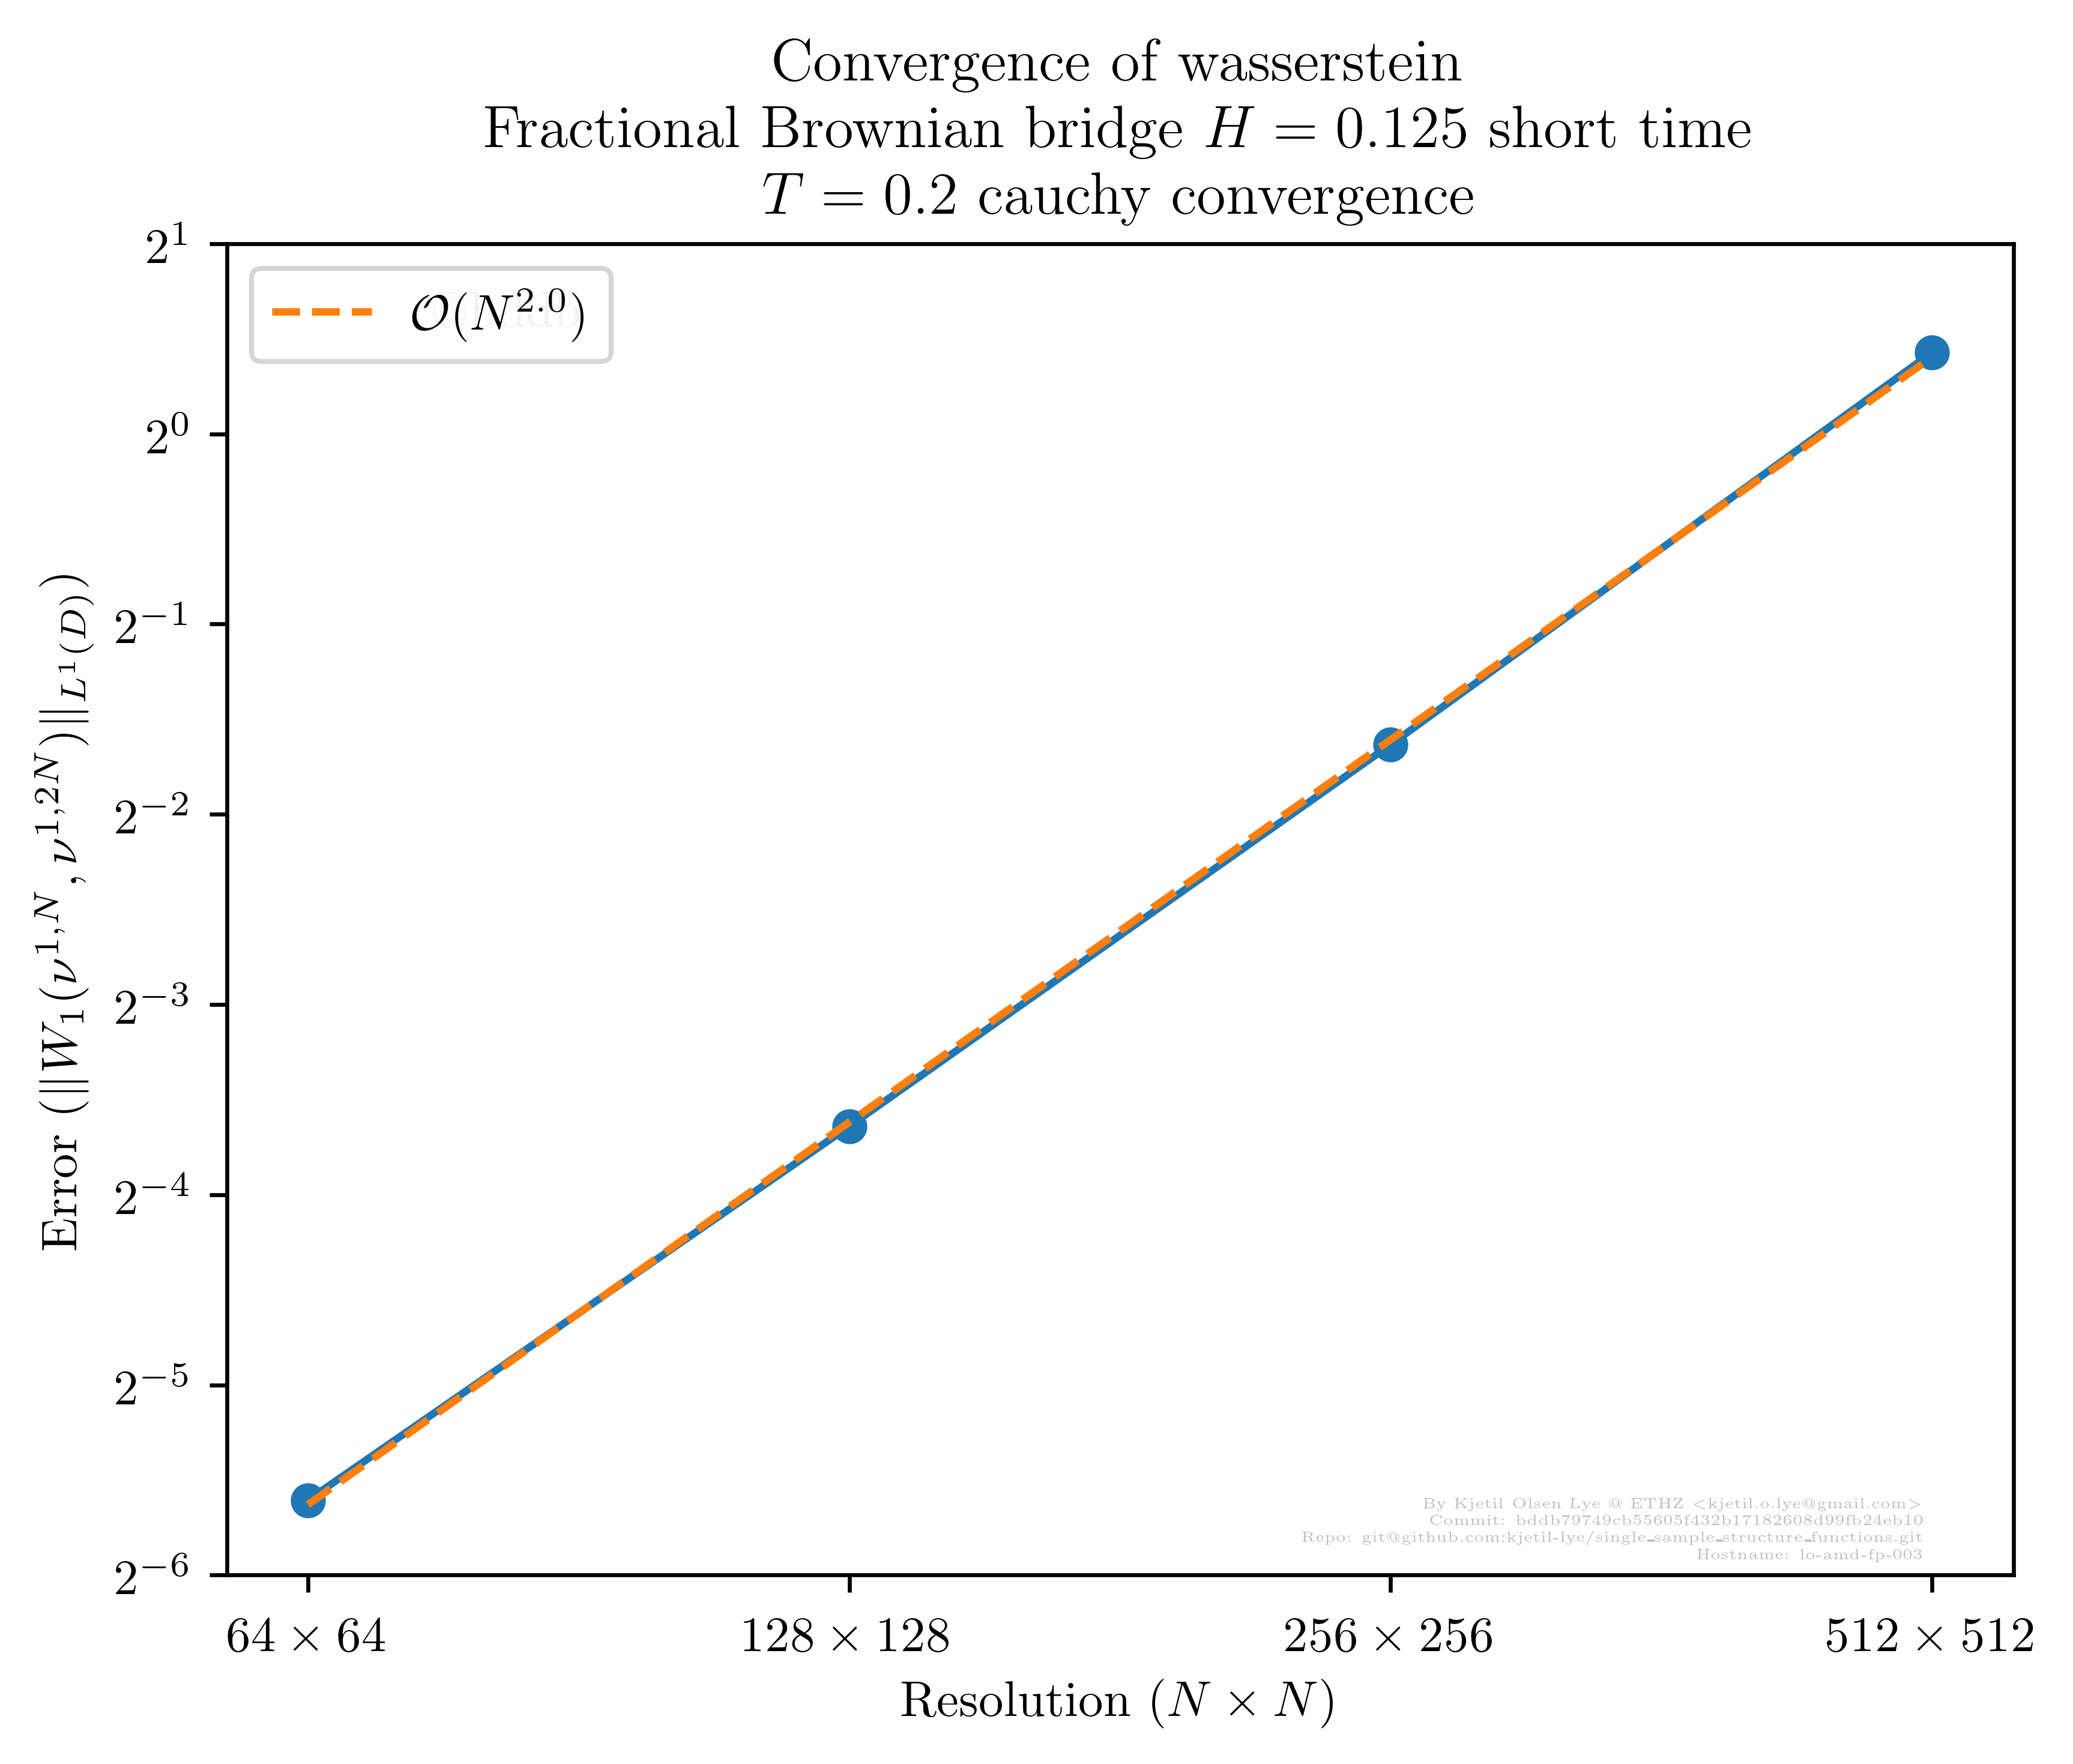 Convergence of wasserstein
Fractional Brownian bridge H = 0.125 short time
T = 0.2 cauchy convergence
2^1
2^0
2^{-1}
2^{-2}
2^{-3}
2^{-4}
2^{-5}
2^{-6}
Error (||W_1(ν^{1,N}, ν^{1,2N})||_{L^1(D)})
𝒪(N^{2.0})
By Kjetil Olsen Lye @ ETHZ <kjetil.o.lye@gmail.com>
Commit: bddb79749cb55605f432b17182608d99fb24eb10
Repo: git@github.com:kjetil-lye/single_sample_structure_functions.git
Hostname: lo-amd-fp-003
64 × 64
128 × 128
256 × 256
512 × 512
Resolution (N × N)